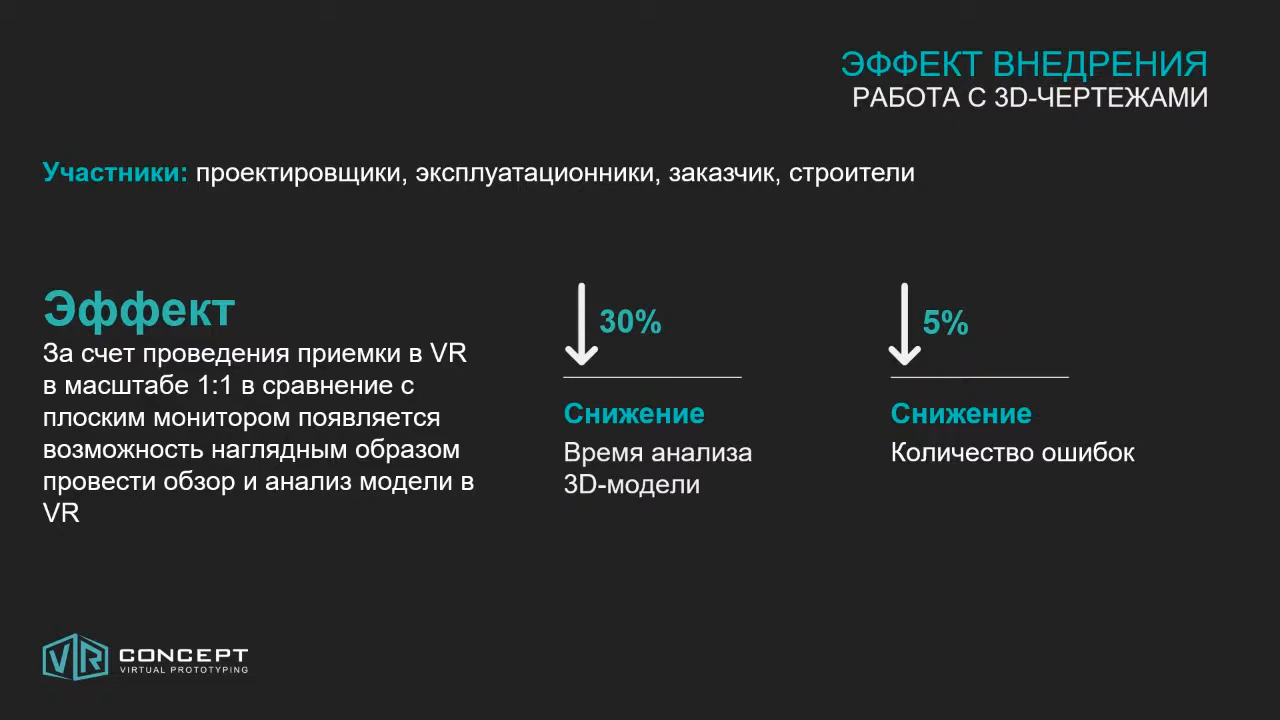 ЭФФЕКТ ВНЕДРЕНИЯ
РАБОТА С 3D-ЧЕРТЕЖАМИ
Участники: проектировщики, эксплуатационники, заказчик, строители
Эффект
За счет проведения приемки в VR
в масштабе 1:1 в сравнение с
плоским монитором появляется
возможность наглядным образом
провести обзор и анализ модели в
VR
30%
Снижение
Время анализа
3D-модели
5%
Снижение
Количество ошибок
VR CONCEPT
VIRTUAL PROTOTYPING